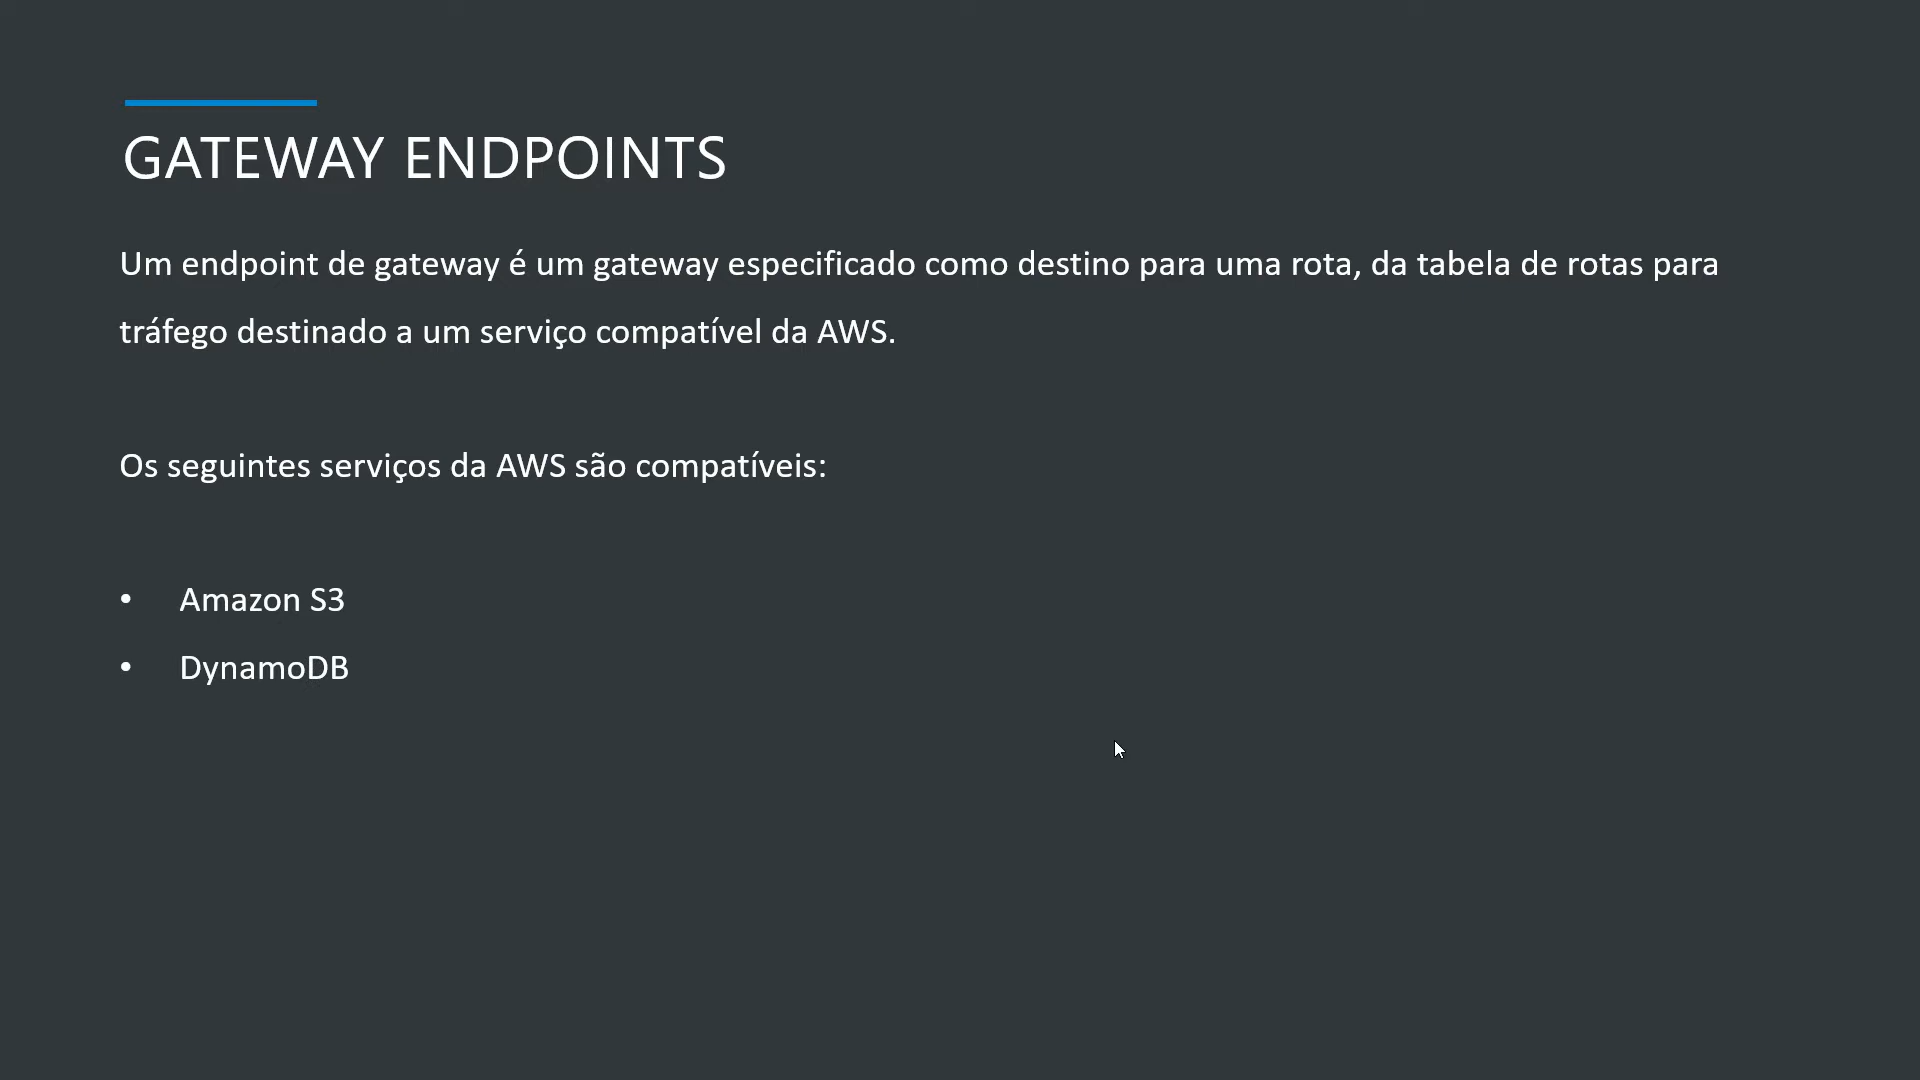 GATEWAY ENDPOINTS
Um endpoint de gateway é um gateway especificado como destino para uma rota, da tabela de rotas para
tráfego destinado a um serviço compatível da AWS.
Os seguintes serviços da AWS são compatíveis:
• Amazon S3
• DynamoDB